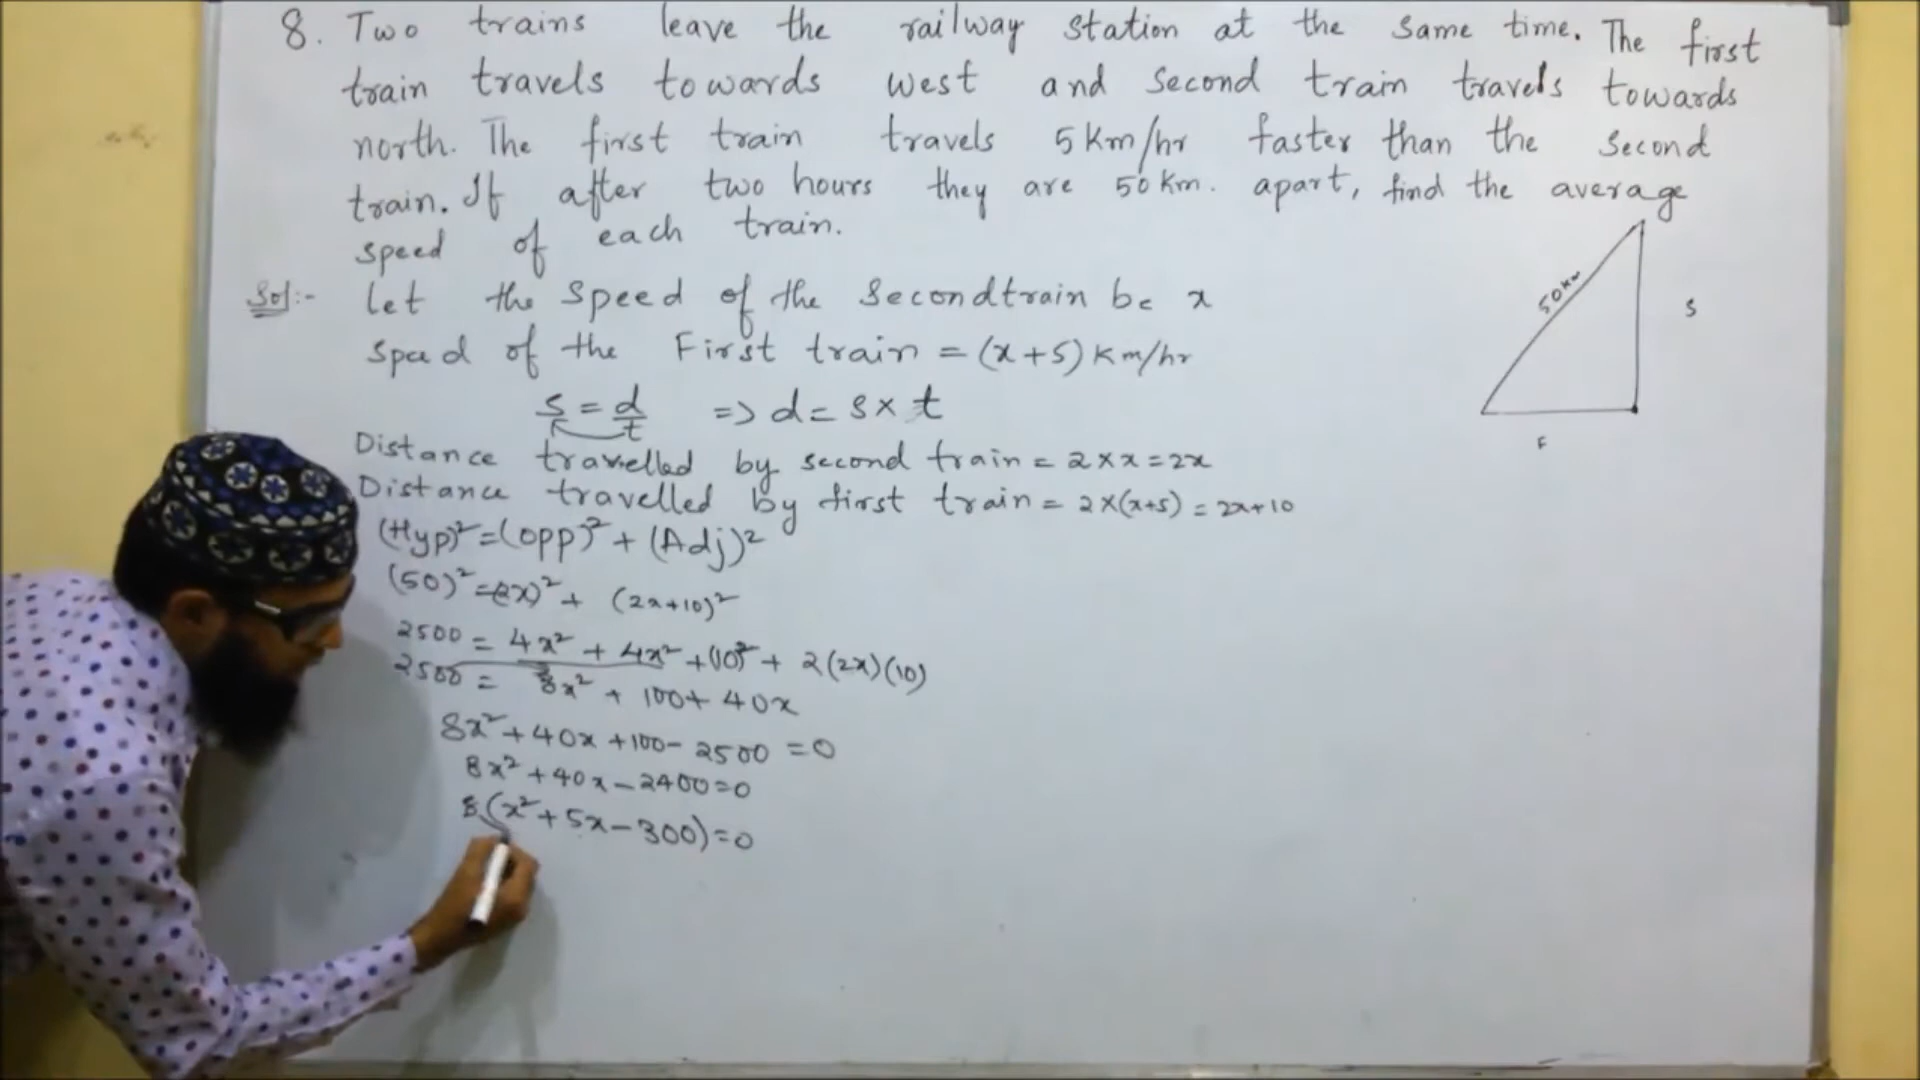 8. Two trains leave the railway station at the same time. The first
train travels towards west and second train travels towards
north. The first train travels 5 km/hr faster than the second
train. If after two hours they are 50 km. apart, find the average
speed of each train.
50 km
S
F
Sol:- Let the speed of the second train be x
Speed of the First train = (x+5) Km/hr
s = d/t => d = s × t
Distance travelled by second train = 2 × x = 2x
Distance travelled by first train = 2×(x+5) = 2x+10
(Hyp)² = (opp)² + (Adj)²
(50)² = (2x)² + (2x+10)²
2500 = 4x² + 4x² + (10)² + 2(2x)(10)
2500 = 8x² + 100 + 40x
8x² + 40x + 100 - 2500 = 0
8x² + 40x - 2400 = 0
8(x² + 5x - 300) = 0